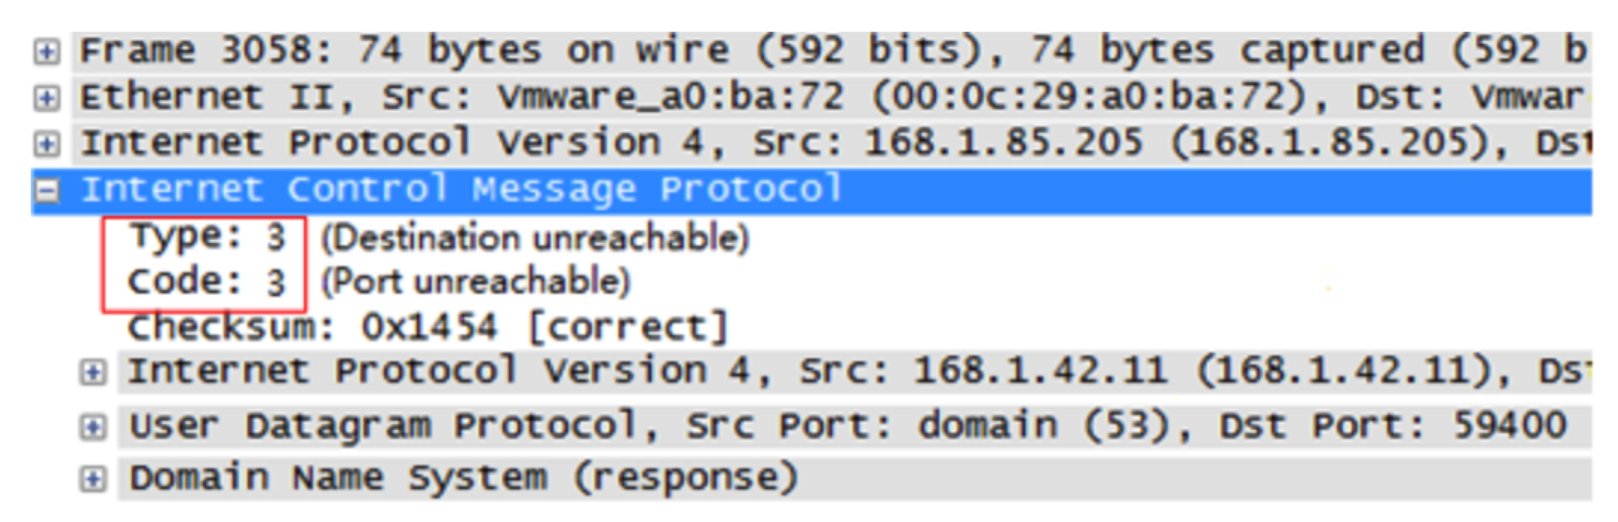 Frame 3058: 74 bytes on wire (592 bits), 74 bytes captured (592 b
Ethernet II, Src: Vmware_a0:ba:72 (00:0c:29:a0:ba:72), Dst: Vmwar
Internet Protocol Version 4, Src: 168.1.85.205 (168.1.85.205), Dst
Internet Control Message Protocol
Type: 3 (Destination unreachable)
Code: 3 (Port unreachable)
Checksum: 0x1454 [correct]
Internet Protocol Version 4, Src: 168.1.42.11 (168.1.42.11), Dst
User Datagram Protocol, Src Port: domain (53), Dst Port: 59400
Domain Name System (response)